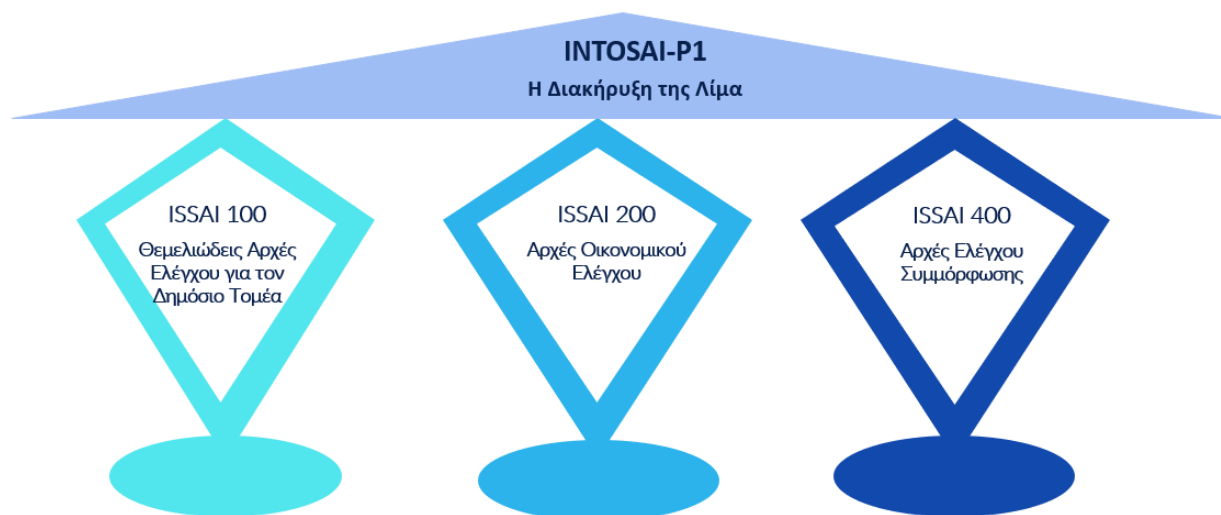 INTOSAI-P1
Η Διακήρυξη της Λίμα
ISSAI 100
Θεμελιώδεις Αρχές
Ελέγχου για τον
Δημόσιο Τομέα
ISSAI 200
Αρχές Οικονομικού
Ελέγχου
ISSAI 400
Αρχές Ελέγχου
Συμμόρφωσης